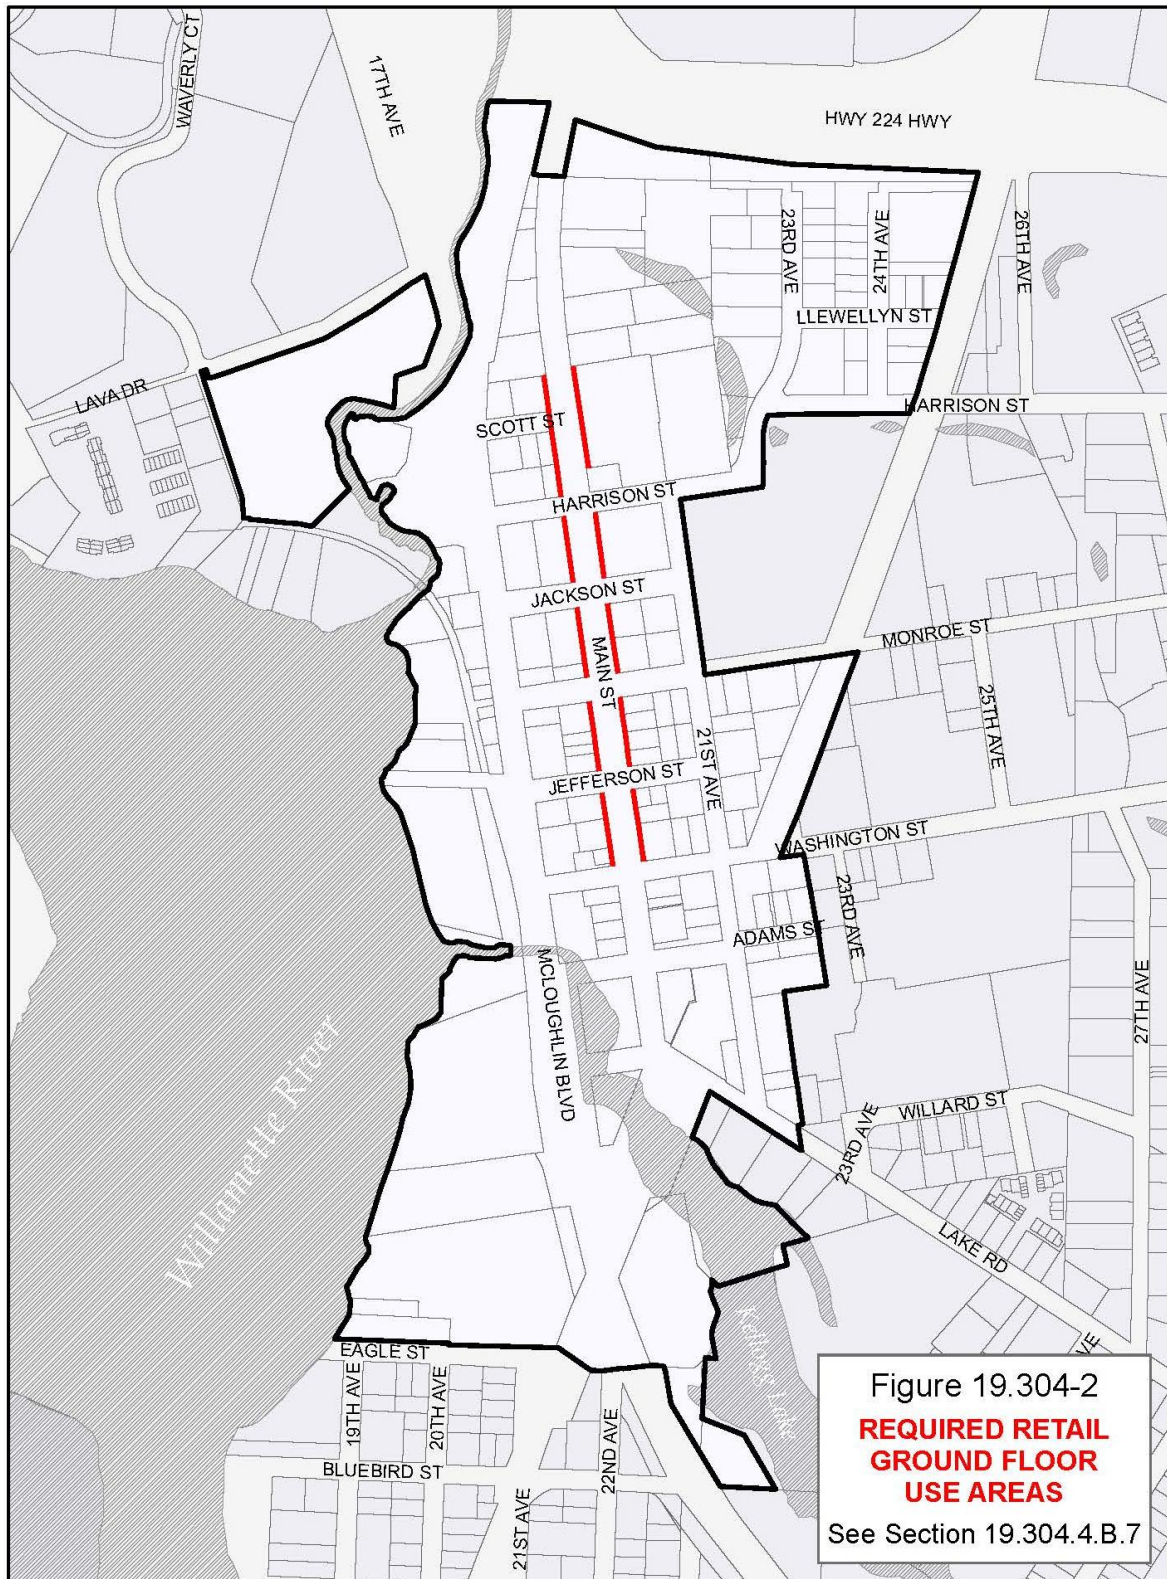 WAVERLY CT
17TH AVE
HWY 224 HWY
23RD AVE
24TH AVE
26TH AVE
LLEWELLYN ST
LAVA DR
HARRISON ST
SCOTT ST
HARRISON ST
JACKSON ST
MONROE ST
MAIN ST
25TH AVE
21ST AVE
JEFFERSON ST
WASHINGTON ST
23RD AVE
ADAMS ST
27TH AVE
MCLOUGHLIN BLVD
Willamette River
WILLARD ST
23RD AVE
LAKE RD
Kellogg Lake
EAGLE ST
19TH AVE
20TH AVE
22ND AVE
BLUEBIRD ST
21ST AVE
VE
Figure 19.304-2
REQUIRED RETAIL
GROUND FLOOR
USE AREAS
See Section 19.304.4.B.7